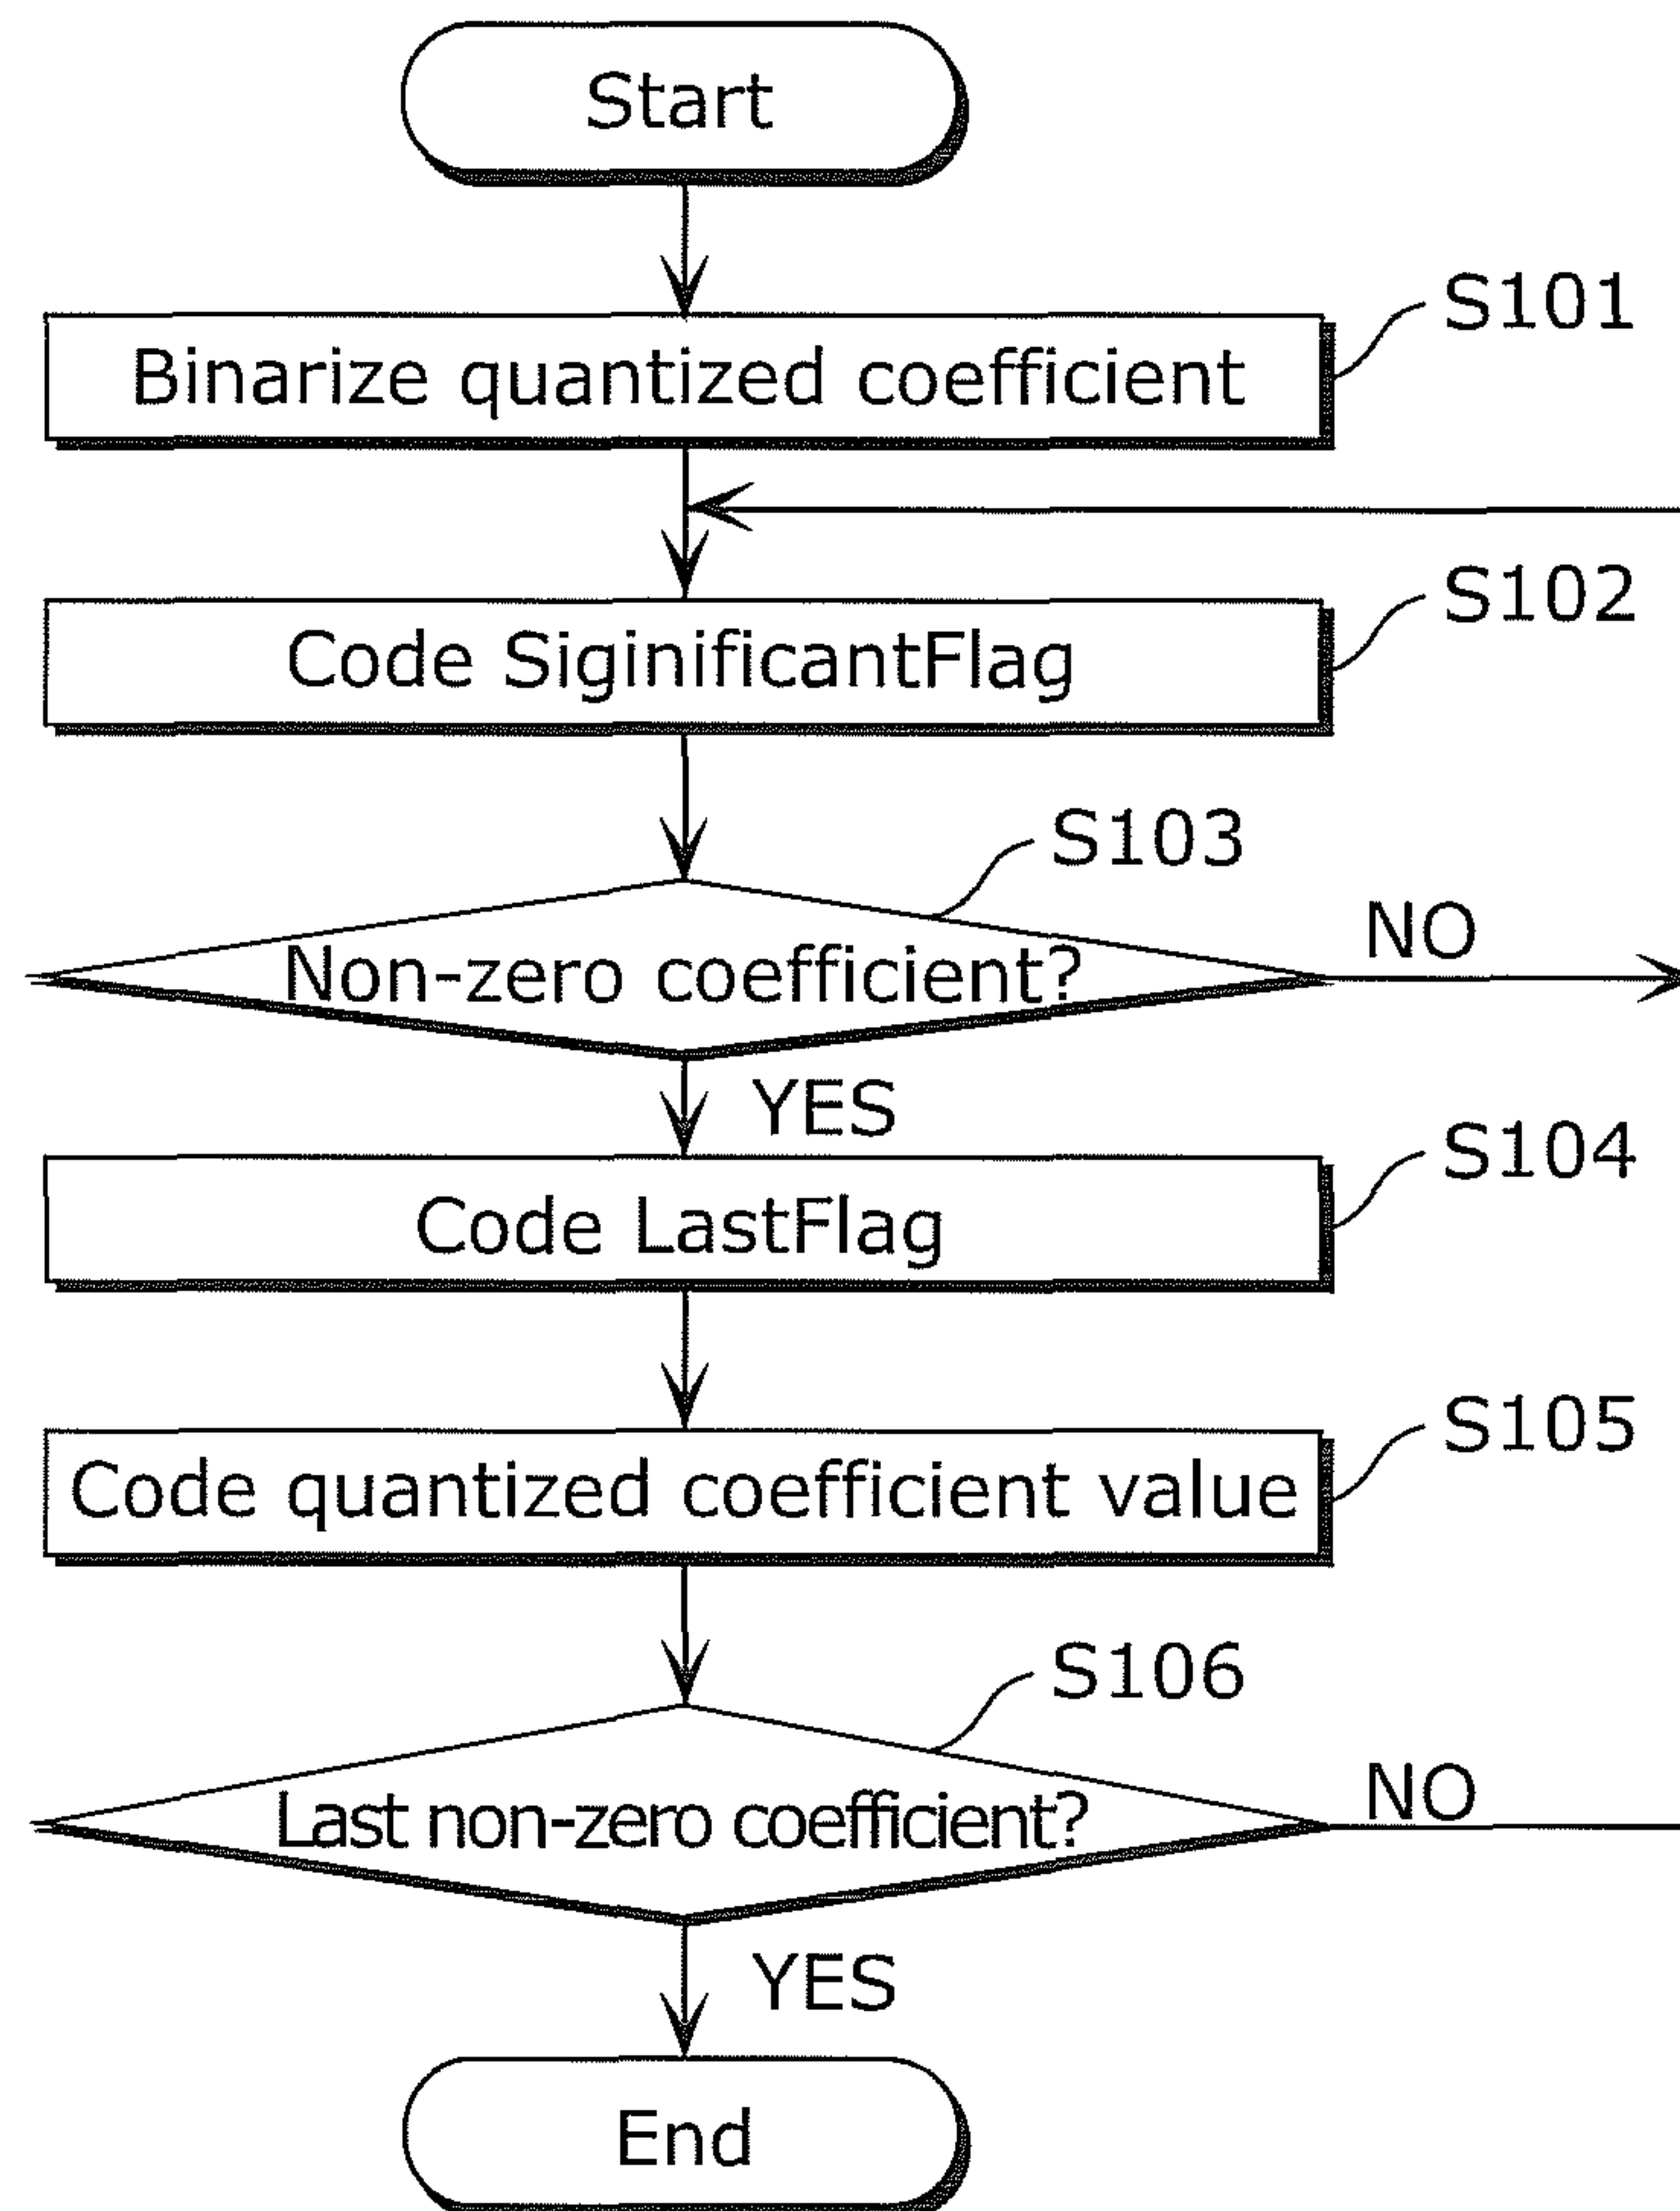 Start
S101
Binarize quantized coefficient
S102
Code SiginificantFlag
S103
Non-zero coefficient?
NO
YES
S104
Code LastFlag
S105
Code quantized coefficient value
S106
Last non-zero coefficient?
NO
YES
End